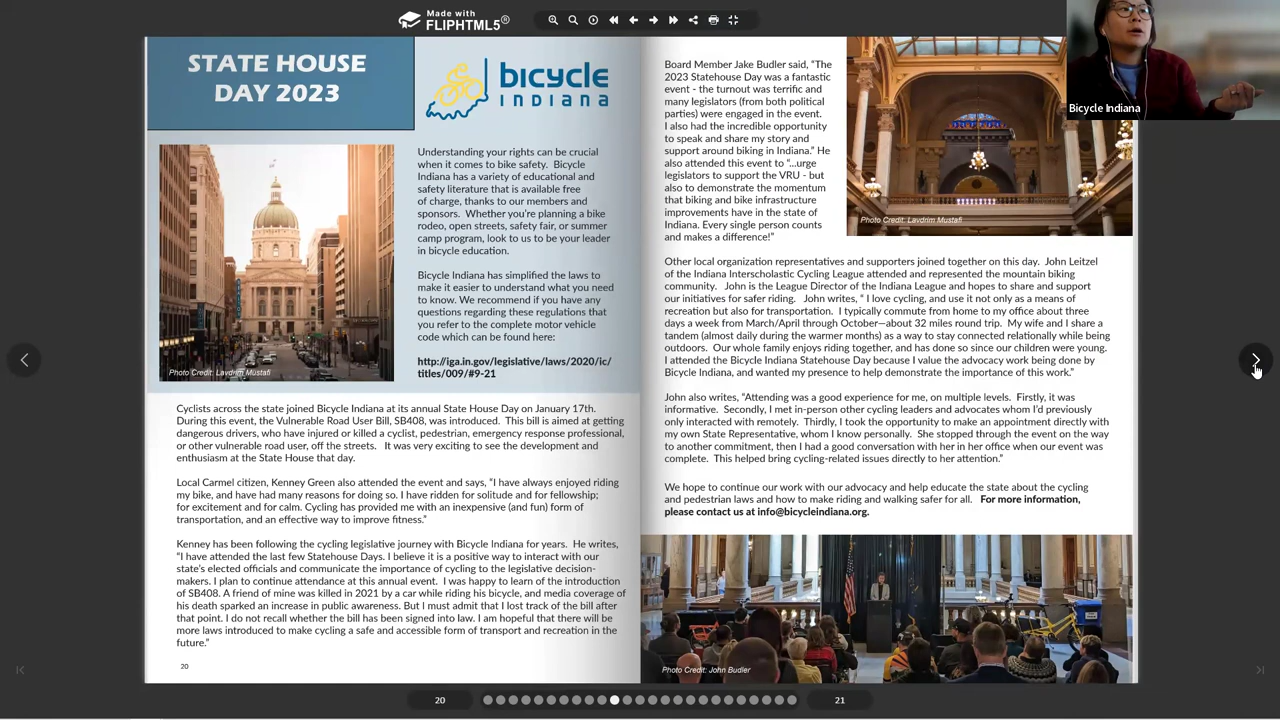 Made with
FLIPHTML5®
Bicycle Indiana
STATE HOUSE
DAY 2023
bicycle
INDIANA
Photo Credit: Lavdrim Mustafi
Understanding your rights can be crucial
when it comes to bike safety. Bicycle
Indiana has a variety of educational and
safety literature that is available free
of charge, thanks to our members and
sponsors. Whether you're planning a bike
rodeo, open streets, safety fair, or summer
camp program, look to us to be your leader
in bicycle education.
Bicycle Indiana has simplified the laws to
make it easier to understand what you need
to know. We recommend if you have any
questions regarding these regulations that
you refer to the complete motor vehicle
code which can be found here:
http://iga.in.gov/legislative/laws/2020/ic/
titles/009/#9-21
Cyclists across the state joined Bicycle Indiana at its annual State House Day on January 17th.
During this event, the Vulnerable Road User Bill, SB408, was introduced. This bill is aimed at getting
dangerous drivers, who have injured or killed a cyclist, pedestrian, emergency response professional,
or other vulnerable road user, off the streets. It was very exciting to see the development and
enthusiasm at the State House that day.
Local Carmel citizen, Kenney Green also attended the event and says, "I have always enjoyed riding
my bike, and have had many reasons for doing so. I have ridden for solitude and for fellowship;
for excitement and for calm. Cycling has provided me with an inexpensive (and fun) form of
transportation, and an effective way to improve fitness."
Kenney has been following the cycling legislative journey with Bicycle Indiana for years. He writes,
"I have attended the last few Statehouse Days. I believe it is a positive way to interact with our
state's elected officials and communicate the importance of cycling to the legislative decision-
makers. I plan to continue attendance at this annual event. I was happy to learn of the introduction
of SB408. A friend of mine was killed in 2021 by a car while riding his bicycle, and media coverage of
his death sparked an increase in public awareness. But I must admit that I lost track of the bill after
that point. I do not recall whether the bill has been signed into law. I am hopeful that there will be
more laws introduced to make cycling a safe and accessible form of transport and recreation in the
future."
20
Board Member Jake Budler said, "The
2023 Statehouse Day was a fantastic
event - the turnout was terrific and
many legislators (from both political
parties) were engaged in the event.
I also had the incredible opportunity
to speak and share my story and
support around biking in Indiana." He
also attended this event to "...urge
legislators to support the VRU - but
also to demonstrate the momentum
that biking and bike infrastructure
improvements have in the state of
Indiana. Every single person counts
and makes a difference!"
Photo Credit: Lavdrim Mustafi
Other local organization representatives and supporters joined together on this day. John Leitzel
of the Indiana Interscholastic Cycling League attended and represented the mountain biking
community. John is the League Director of the Indiana League and hopes to share and support
our initiatives for safer riding. John writes, " I love cycling, and use it not only as a means of
recreation but also for transportation. I typically commute from home to my office about three
days a week from March/April through October—about 32 miles round trip. My wife and I share a
tandem (almost daily during the warmer months) as a way to stay connected relationally while being
outdoors. Our whole family enjoys riding together, and has done so since our children were young.
I attended the Bicycle Indiana Statehouse Day because I value the advocacy work being done by
Bicycle Indiana, and wanted my presence to help demonstrate the importance of this work."
John also writes, "Attending was a good experience for me, on multiple levels. Firstly, it was
informative. Secondly, I met in-person other cycling leaders and advocates whom I'd previously
only interacted with remotely. Thirdly, I took the opportunity to make an appointment directly with
my own State Representative, whom I know personally. She stopped through the event on the way
to another commitment, then I had a good conversation with her in her office when our event was
complete. This helped bring cycling-related issues directly to her attention."
We hope to continue our work with our advocacy and help educate the state about the cycling
and pedestrian laws and how to make riding and walking safer for all. For more information,
please contact us at info@bicycleindiana.org.
Photo Credit: John Budler
20
21